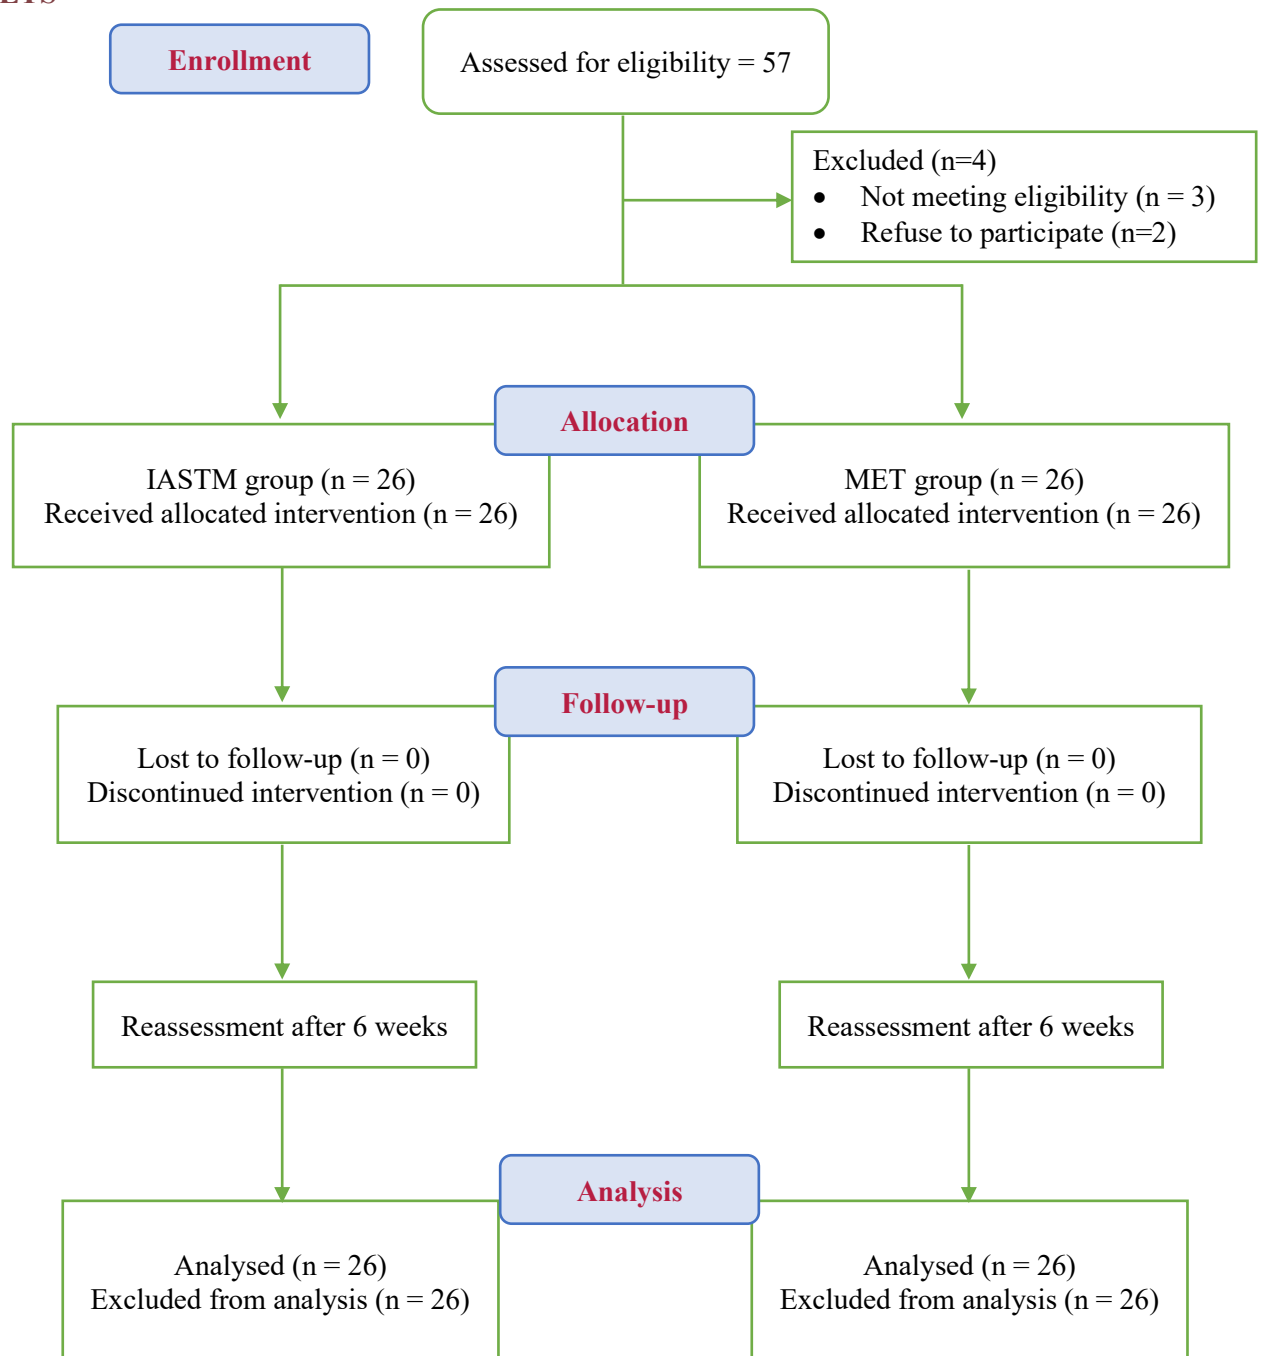 Enrollment
Assessed for eligibility = 57
Excluded (n=4)
• Not meeting eligibility (n = 3)
• Refuse to participate (n=2)
Allocation
IASTM group (n = 26)
Received allocated intervention (n = 26)
MET group (n = 26)
Received allocated intervention (n = 26)
Follow-up
Lost to follow-up (n = 0)
Discontinued intervention (n = 0)
Lost to follow-up (n = 0)
Discontinued intervention (n = 0)
Reassessment after 6 weeks
Reassessment after 6 weeks
Analysis
Analysed (n = 26)
Excluded from analysis (n = 26)
Analysed (n = 26)
Excluded from analysis (n = 26)